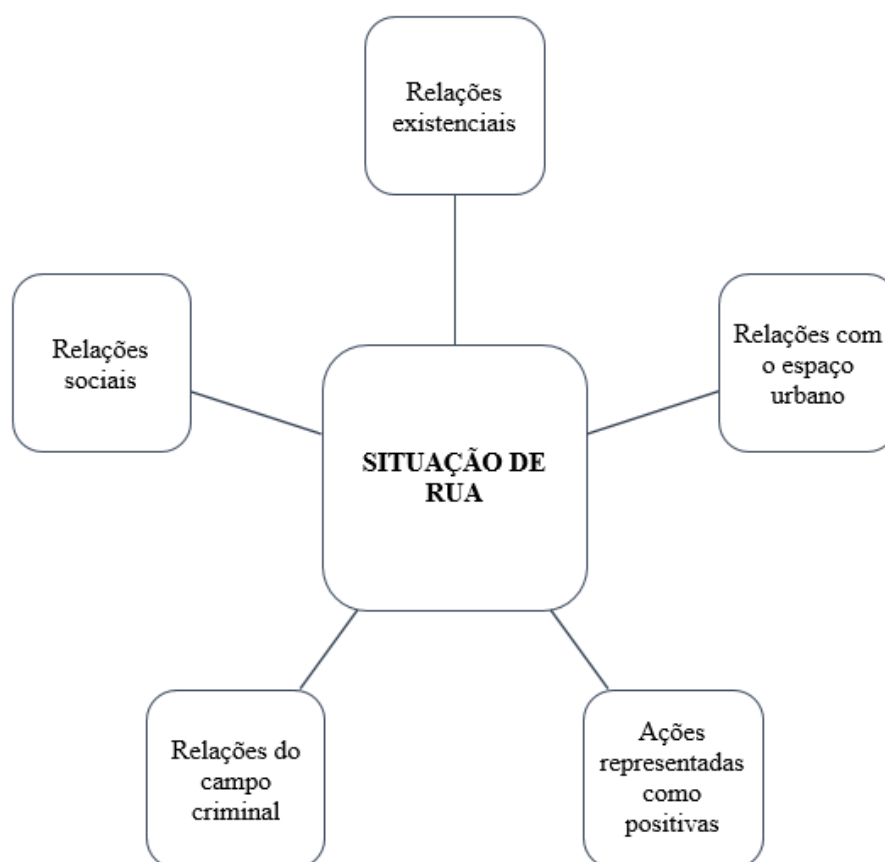 Relações
existenciais
Relações
sociais
Relações com
o espaço
urbano
SITUAÇÃO DE
RUA
Relações do
campo
criminal
Ações
representadas
como
positivas